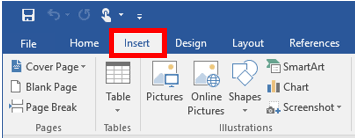 File Home Insert Design Layout References
Cover Page
Blank Page
Page Break
Pages
Table
Tables
Pictures
Online
Pictures
Shapes
SmartArt
Chart
Screenshot
Illustrations